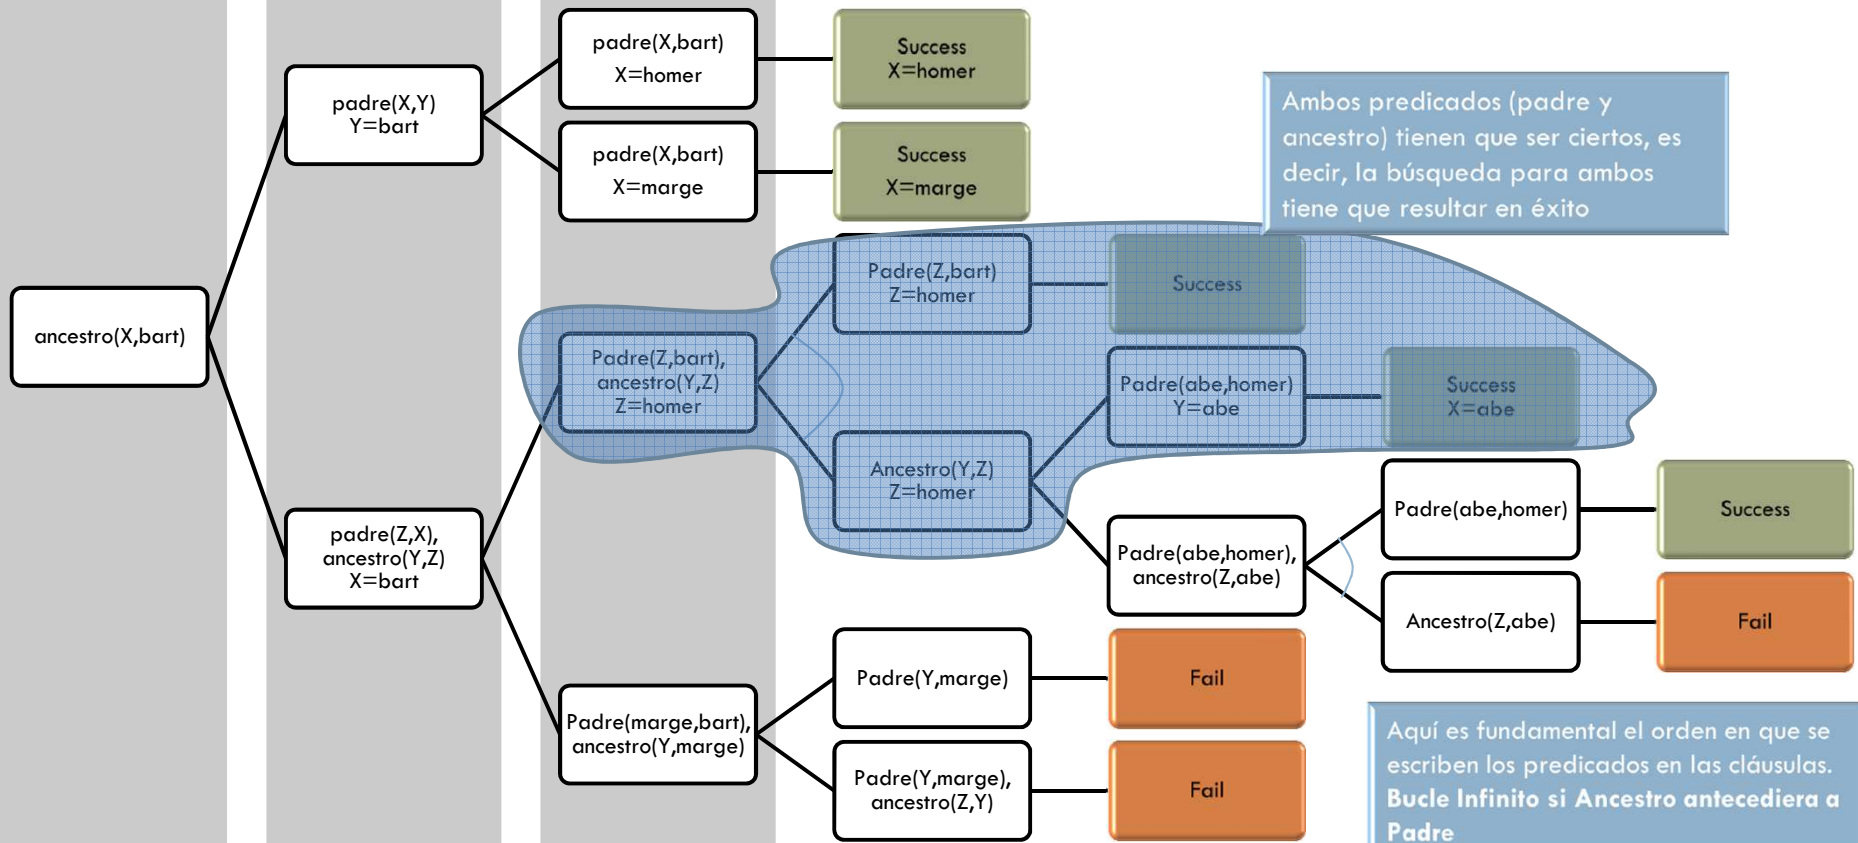 ancestro(X,bart)
padre(X,Y)
Y=bart
padre(X,bart)
X=homer
Success
X=homer
padre(X,bart)
X=marge
Success
X=marge
Ambos predicados (padre y
ancestro) tienen que ser ciertos, es
decir, la búsqueda para ambos
tiene que resultar en éxito
padre(Z,X),
ancestro(Y,Z)
X=bart
Padre(Z,bart),
ancestro(Y,Z)
Z=homer
Padre(Z,bart)
Z=homer
Success
Ancestro(Y,Z)
Z=homer
Padre(abe,homer)
Y=abe
Success
X=abe
Padre(abe,homer),
ancestro(Z,abe)
Padre(abe,homer)
Success
Ancestro(Z,abe)
Fail
Padre(marge,bart),
ancestro(Y,marge)
Padre(Y,marge)
Fail
Padre(Y,marge),
ancestro(Z,Y)
Fail
Aquí es fundamental el orden en que se
escriben los predicados en las cláusulas.
Bucle Infinito si Ancestro antecediera a
Padre